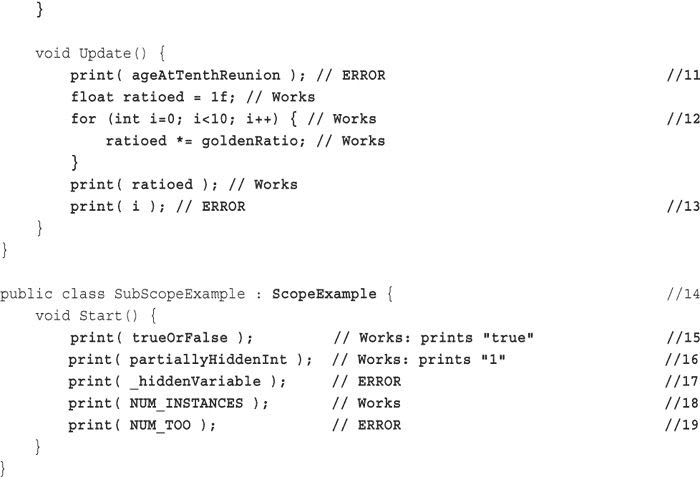 }
void Update() {
print( ageAtTenthReunion ); // ERROR //11
float ratioed = 1f; // Works
for (int i=0; i<10; i++) { // Works //12
ratioed *= goldenRatio; // Works
}
print( ratioed ); // Works
print( i ); // ERROR //13
}
}
public class SubScopeExample : ScopeExample { //14
void Start() {
print( trueOrFalse ); // Works: prints "true" //15
print( partiallyHiddenInt ); // Works: prints "1" //16
print( _hiddenVariable ); // ERROR //17
print( NUM_INSTANCES ); // Works //18
print( NUM_TOO ); // ERROR //19
}
}